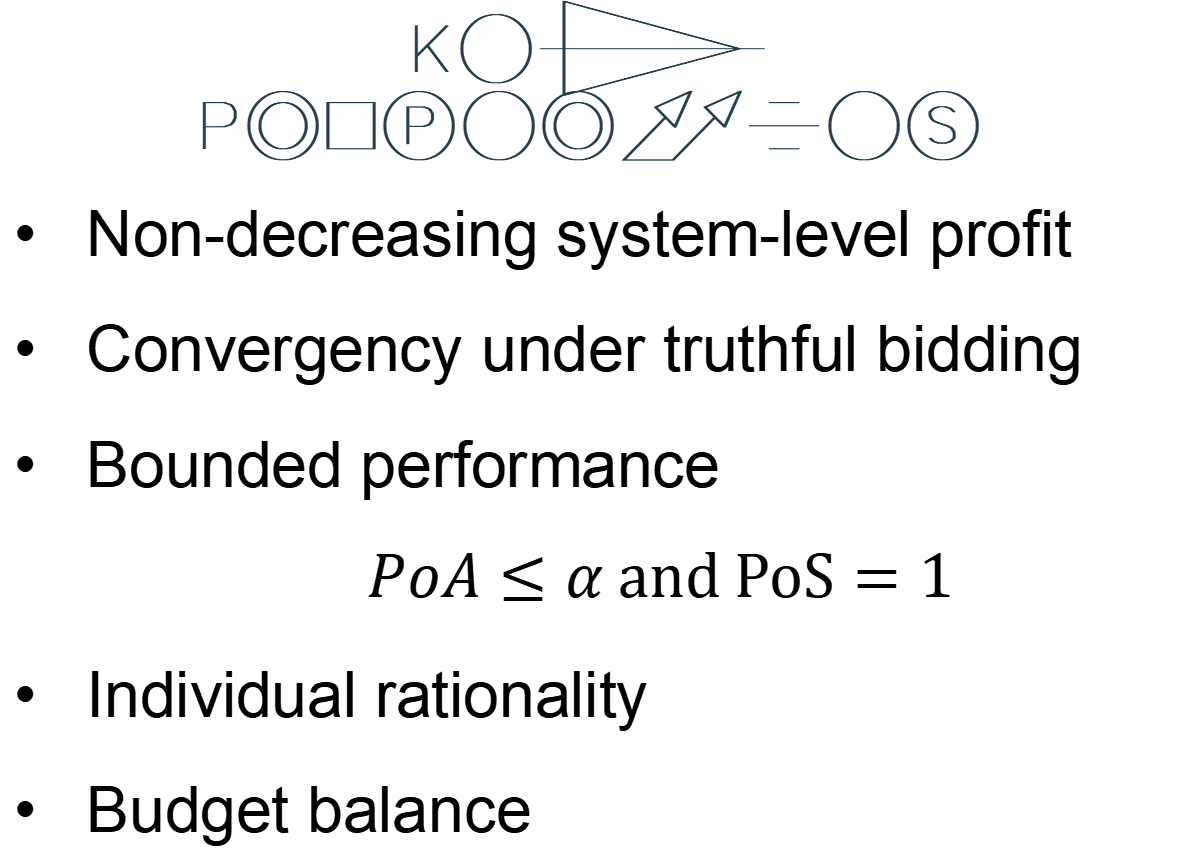 K
P P S
• Non-decreasing system-level profit
• Convergency under truthful bidding
• Bounded performance
PoA ≤ α and PoS = 1
• Individual rationality
• Budget balance